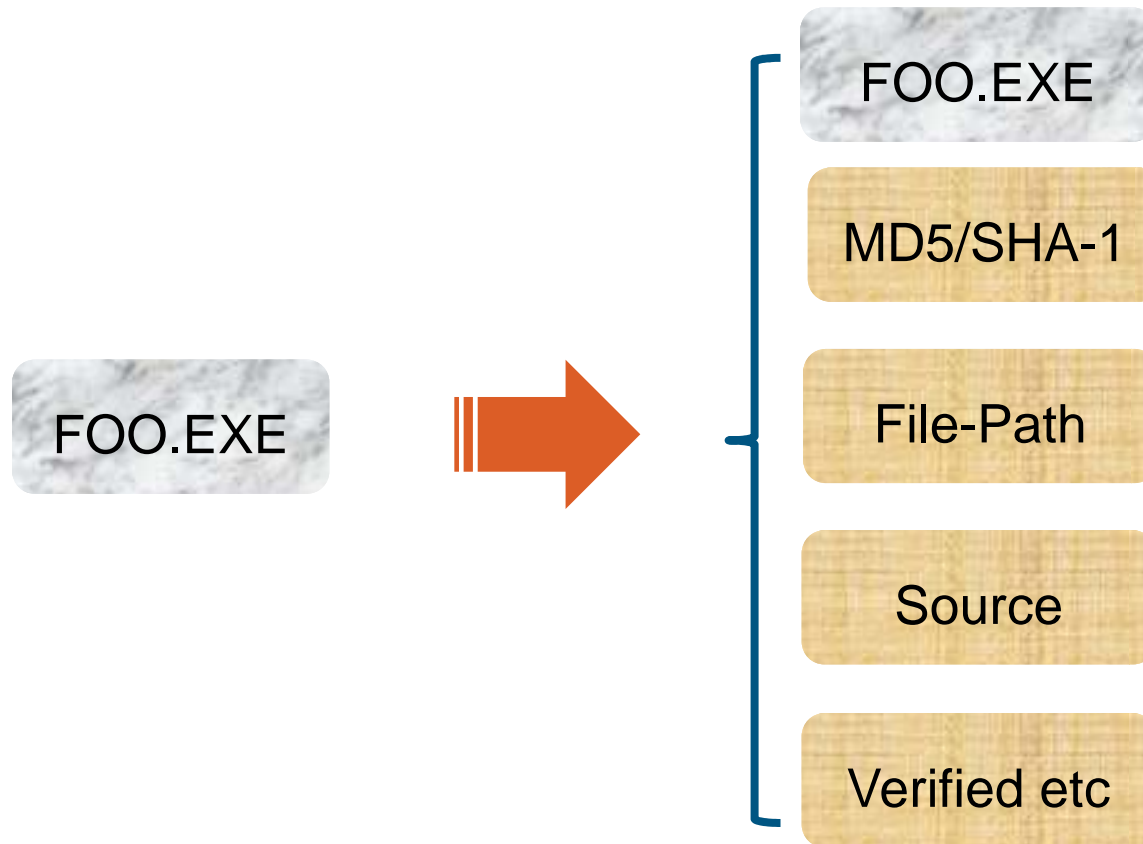 FOO.EXE
FOO.EXE
MD5/SHA-1
File-Path
Source
Verified etc